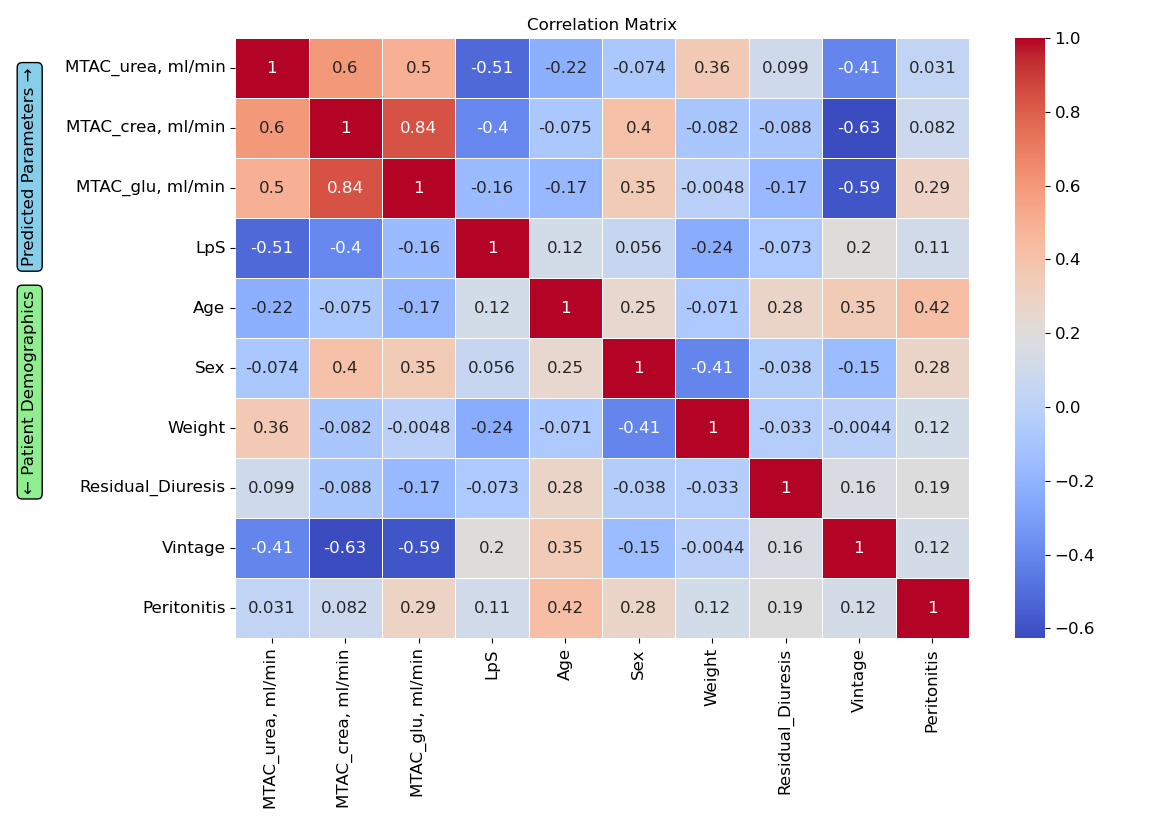 Correlation Matrix
Predicted Parameters →
← Patient Demographics
MTAC_urea, ml/min 1 0.6 0.5 -0.51 -0.22 -0.074 0.36 0.099 -0.41 0.031
MTAC_crea, ml/min 0.6 1 0.84 -0.4 -0.075 0.4 -0.082 -0.088 -0.63 0.082
MTAC_glu, ml/min 0.5 0.84 1 -0.16 -0.17 0.35 -0.0048 -0.17 -0.59 0.29
LpS -0.51 -0.4 -0.16 1 0.12 0.056 -0.24 -0.073 0.2 0.11
Age -0.22 -0.075 -0.17 0.12 1 0.25 -0.071 0.28 0.35 0.42
Sex -0.074 0.4 0.35 0.056 0.25 1 -0.41 -0.038 -0.15 0.28
Weight 0.36 -0.082 -0.0048 -0.24 -0.071 -0.41 1 -0.033 -0.0044 0.12
Residual_Diuresis 0.099 -0.088 -0.17 -0.073 0.28 -0.038 -0.033 1 0.16 0.19
Vintage -0.41 -0.63 -0.59 0.2 0.35 -0.15 -0.0044 0.16 1 0.12
Peritonitis 0.031 0.082 0.29 0.11 0.42 0.28 0.12 0.19 0.12 1
MTAC_urea, ml/min
MTAC_crea, ml/min
MTAC_glu, ml/min
LpS
Age
Sex
Weight
Residual_Diuresis
Vintage
Peritonitis
1.0
0.8
0.6
0.4
0.2
0.0
−0.2
−0.4
−0.6